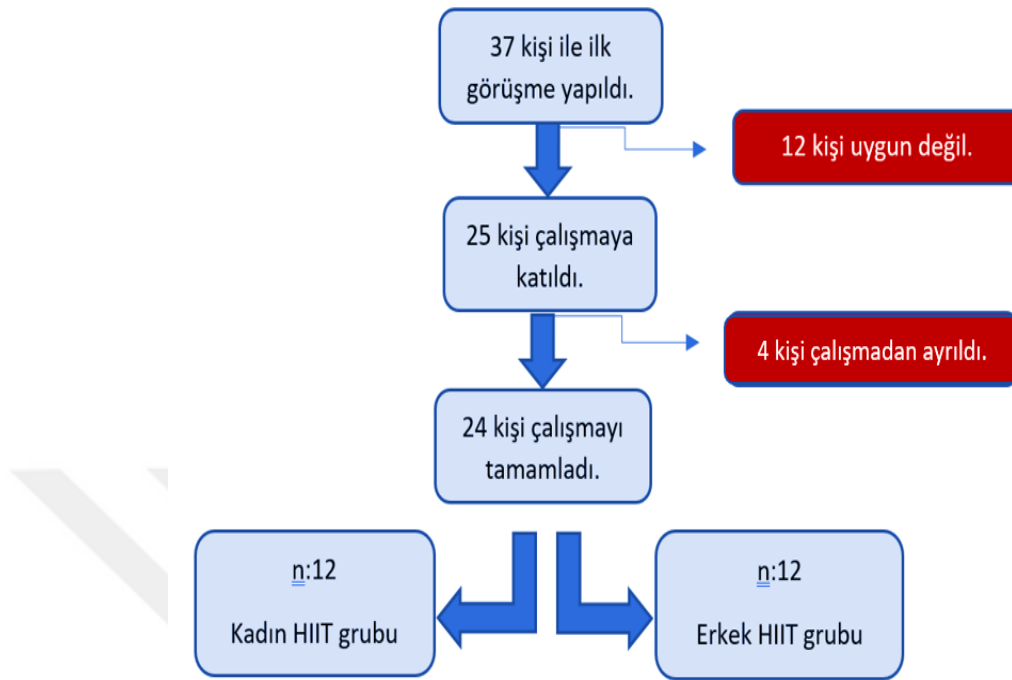 37 kişi ile ilk
görüşme yapıldı.
12 kişi uygun değil.
25 kişi çalışmaya
katıldı.
4 kişi çalışmadan ayrıldı.
24 kişi çalışmayı
tamamladı.
n:12
Kadın HIIT grubu
n:12
Erkek HIIT grubu